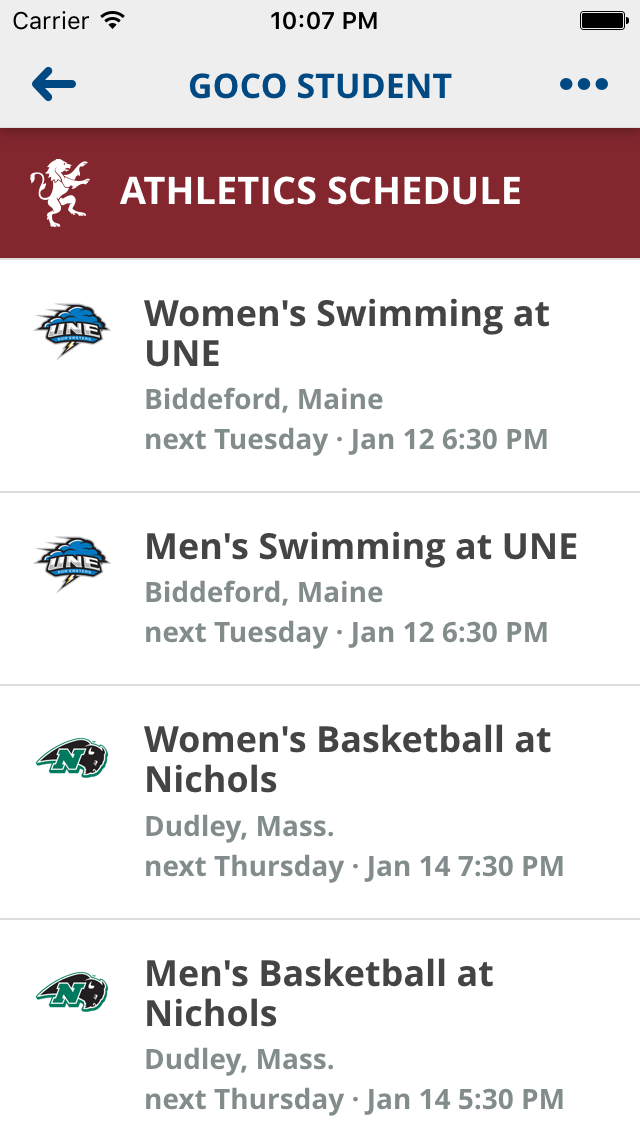 Carrier 10:07 PM
GOCO STUDENT
ATHLETICS SCHEDULE
UNE
Women's Swimming at
UNE
Biddeford, Maine
next Tuesday · Jan 12 6:30 PM
UNE
Men's Swimming at UNE
Biddeford, Maine
next Tuesday · Jan 12 6:30 PM
N
Women's Basketball at
Nichols
Dudley, Mass.
next Thursday · Jan 14 7:30 PM
N
Men's Basketball at
Nichols
Dudley, Mass.
next Thursday · Jan 14 5:30 PM